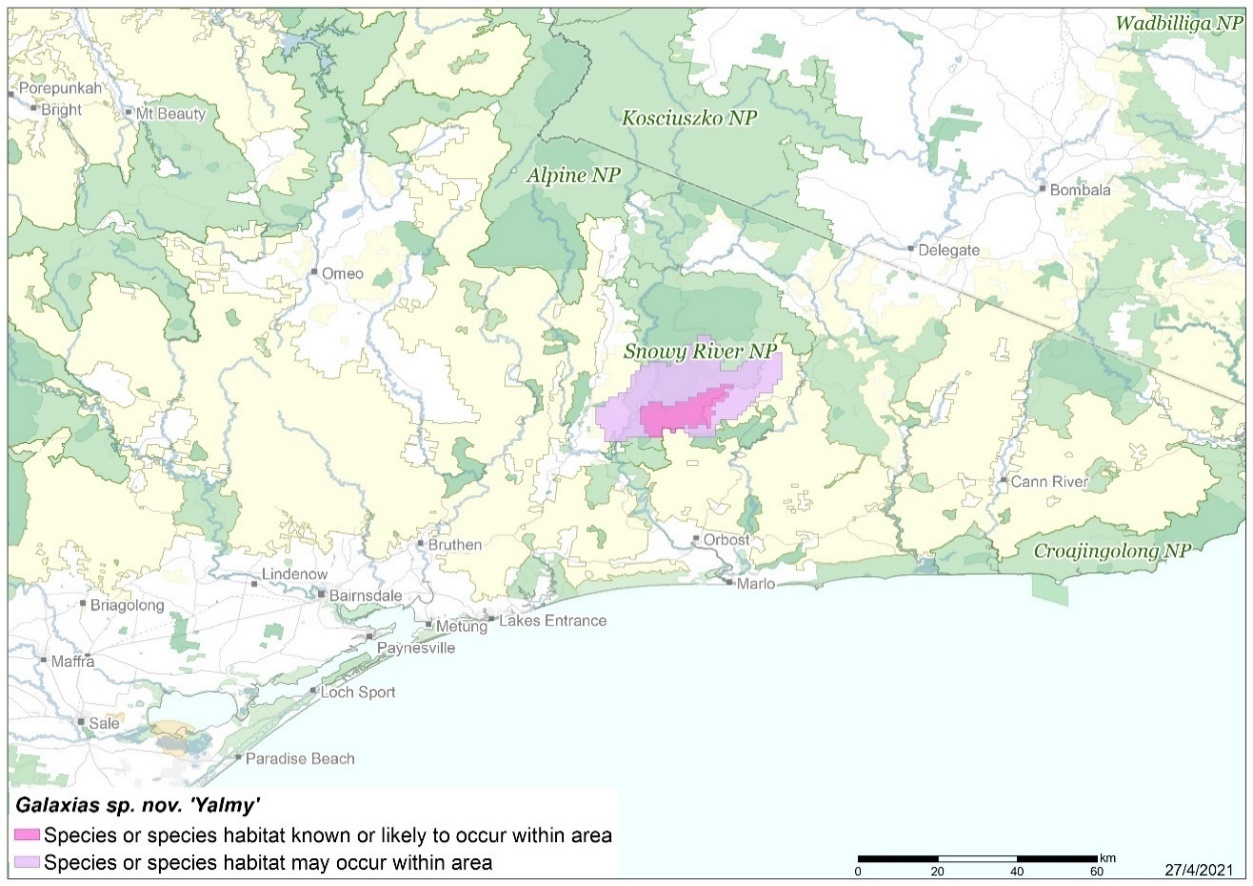 Wadbilliga NP
Porepunkah
Bright
Mt Beauty
Kosciuszko NP
Alpine NP
Bombala
Delegate
Omeo
Snowy River NP
Cann River
Orbost
Bruthen
Croajingolong NP
Lindenow
Marlo
Bairnsdale
Briagolong
Lakes Entrance
Metung
Paynesville
Maffra
Loch Sport
Sale
Paradise Beach
Galaxias sp. nov. 'Yalmy'
Species or species habitat known or likely to occur within area
Species or species habitat may occur within area
km
0 20 40 60
27/4/2021